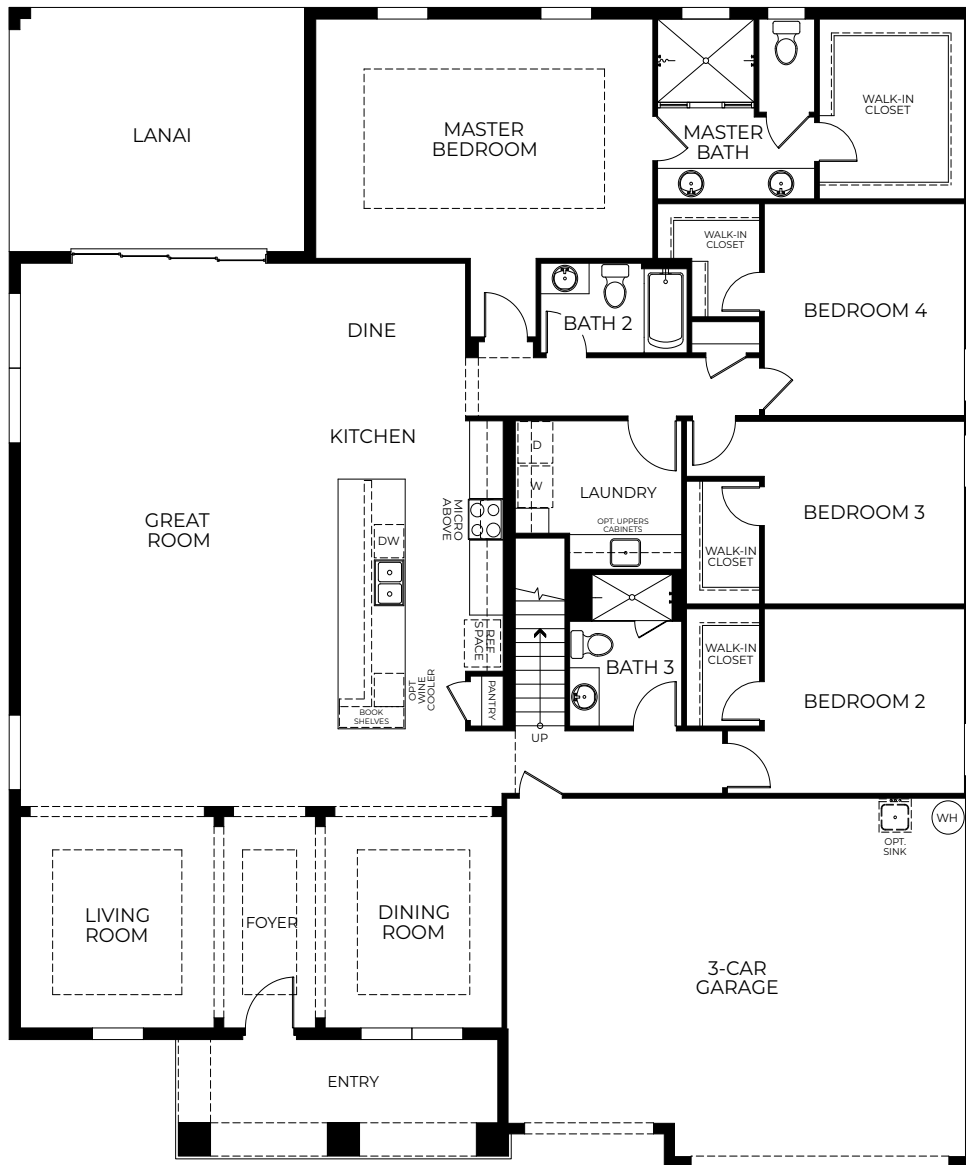 LANAI
MASTER
BEDROOM
MASTER
BATH
WALK-IN
CLOSET
WALK-IN
CLOSET
BEDROOM 4
DINE
BATH 2
KITCHEN
GREAT
ROOM
MICRO
ABOVE
DW
D
W
LAUNDRY
OPT. UPPERS
CABINETS
BEDROOM 3
WALK-IN
CLOSET
REF
SPACE
OPT
WINE
COOLER
BOOK
SHELVES
PANTRY
UP
BATH 3
WALK-IN
CLOSET
BEDROOM 2
OPT.
SINK
WH
LIVING
ROOM
FOYER
DINING
ROOM
3-CAR
GARAGE
ENTRY